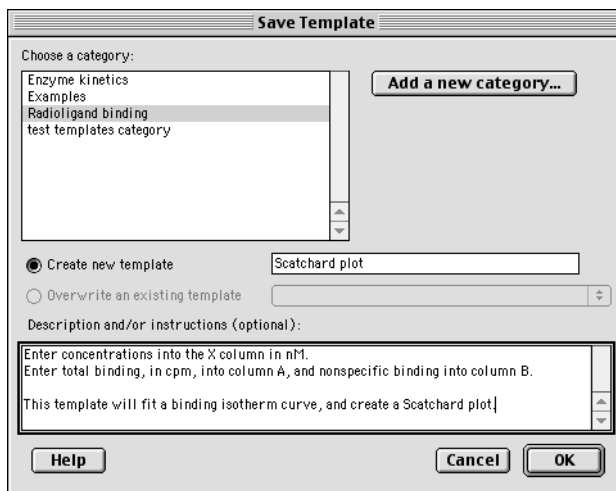 Save Template
Choose a category:
Enzyme kinetics
Examples
Radioligand binding
test templates category
Add a new category...
Create new template
Scatchard plot
Overwrite an existing template
Description and/or instructions (optional):
Enter concentrations into the X column in nM.
Enter total binding, in cpm, into column A, and nonspecific binding into column B.
This template will fit a binding isotherm curve, and create a Scatchard plot.
Help
Cancel
OK